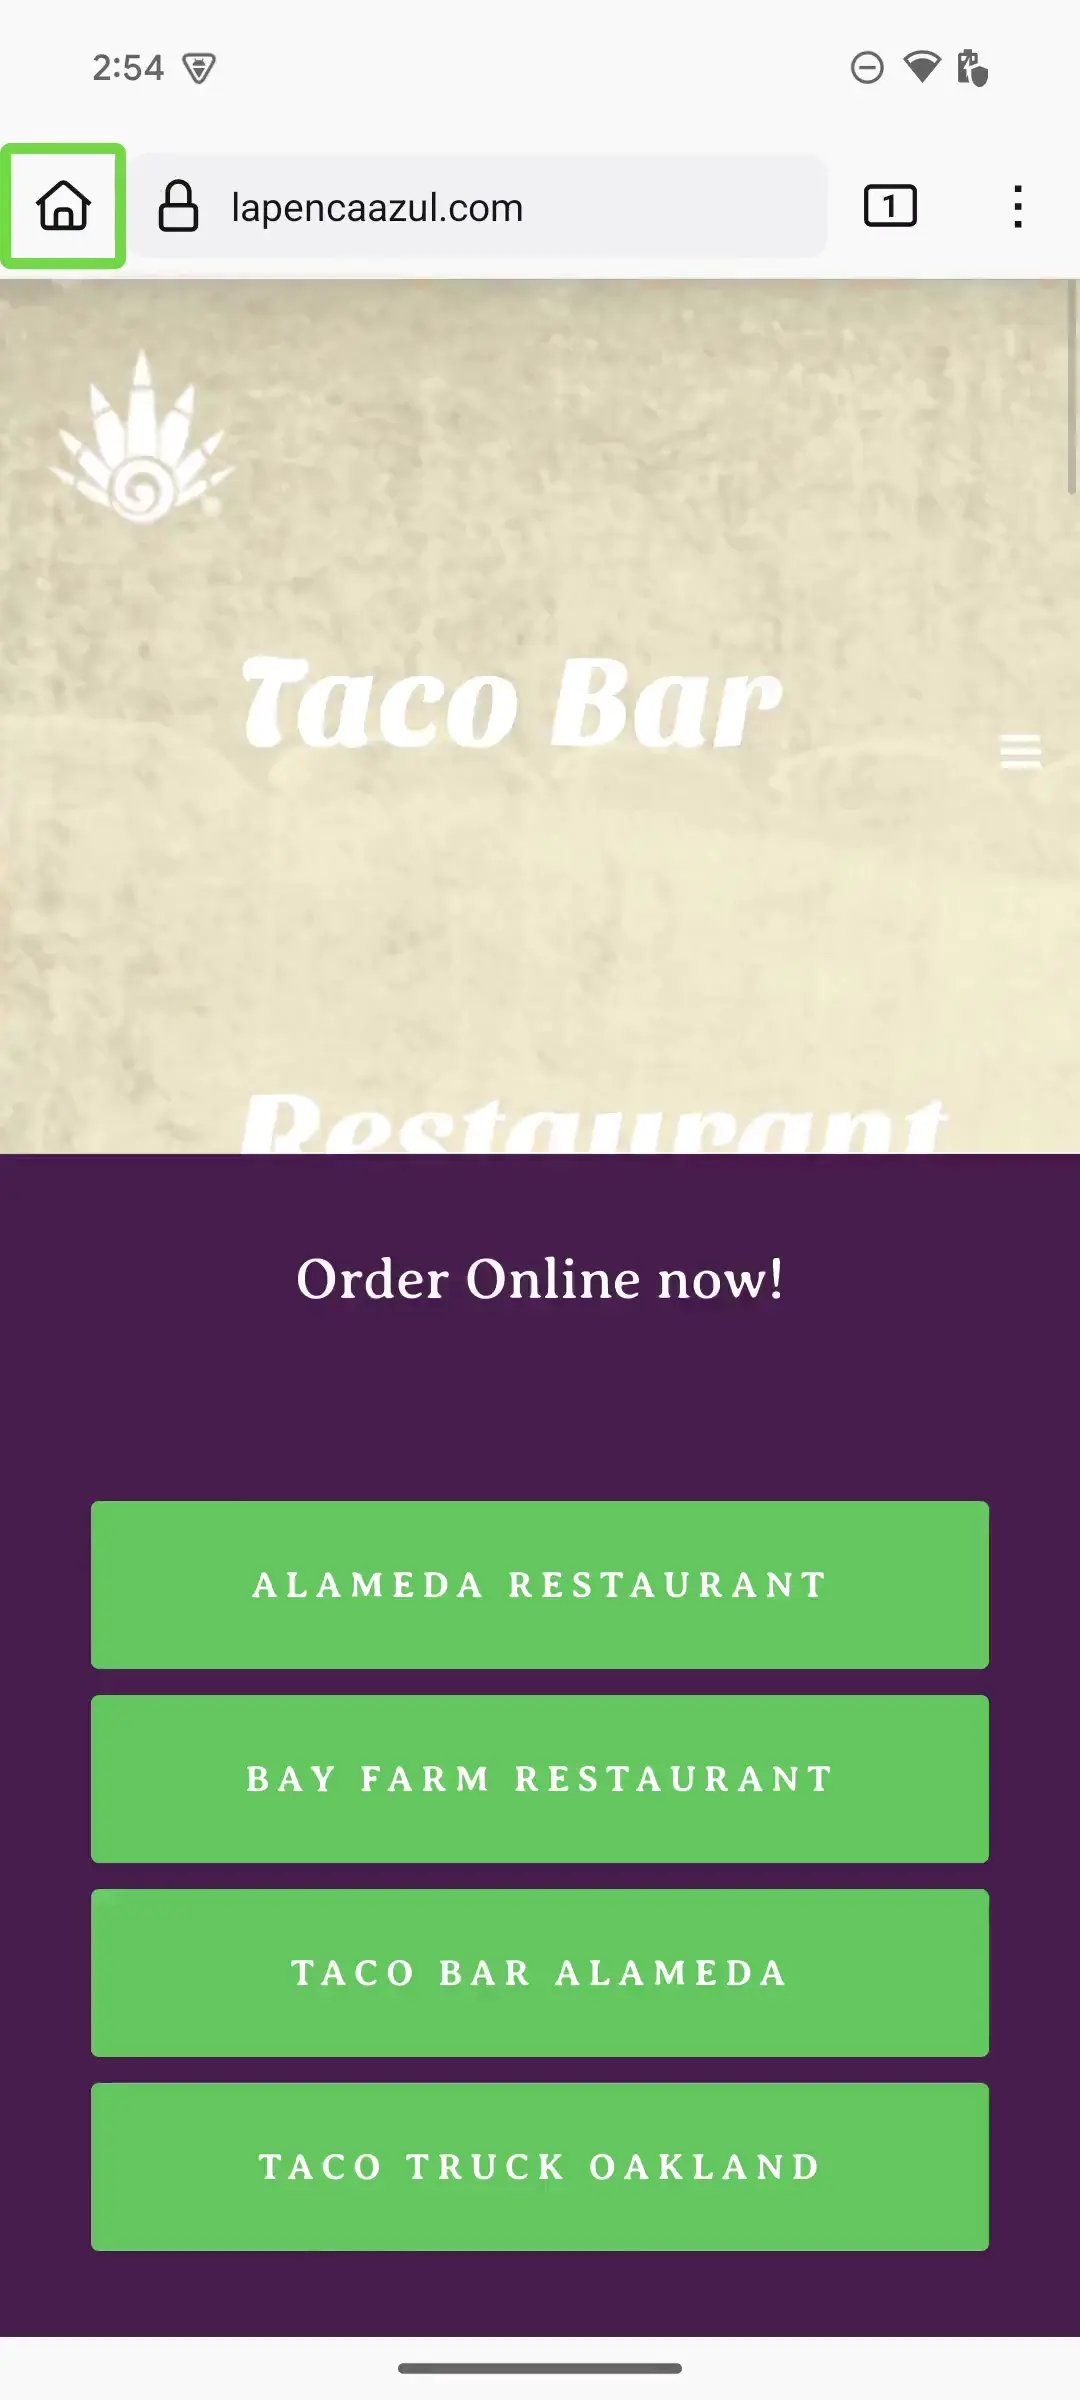 2:54
lapencaazul.com
1
Taco Bar
Restaurant
Order Online now!
ALAMEDA RESTAURANT
BAY FARM RESTAURANT
TACO BAR ALAMEDA
TACO TRUCK OAKLAND